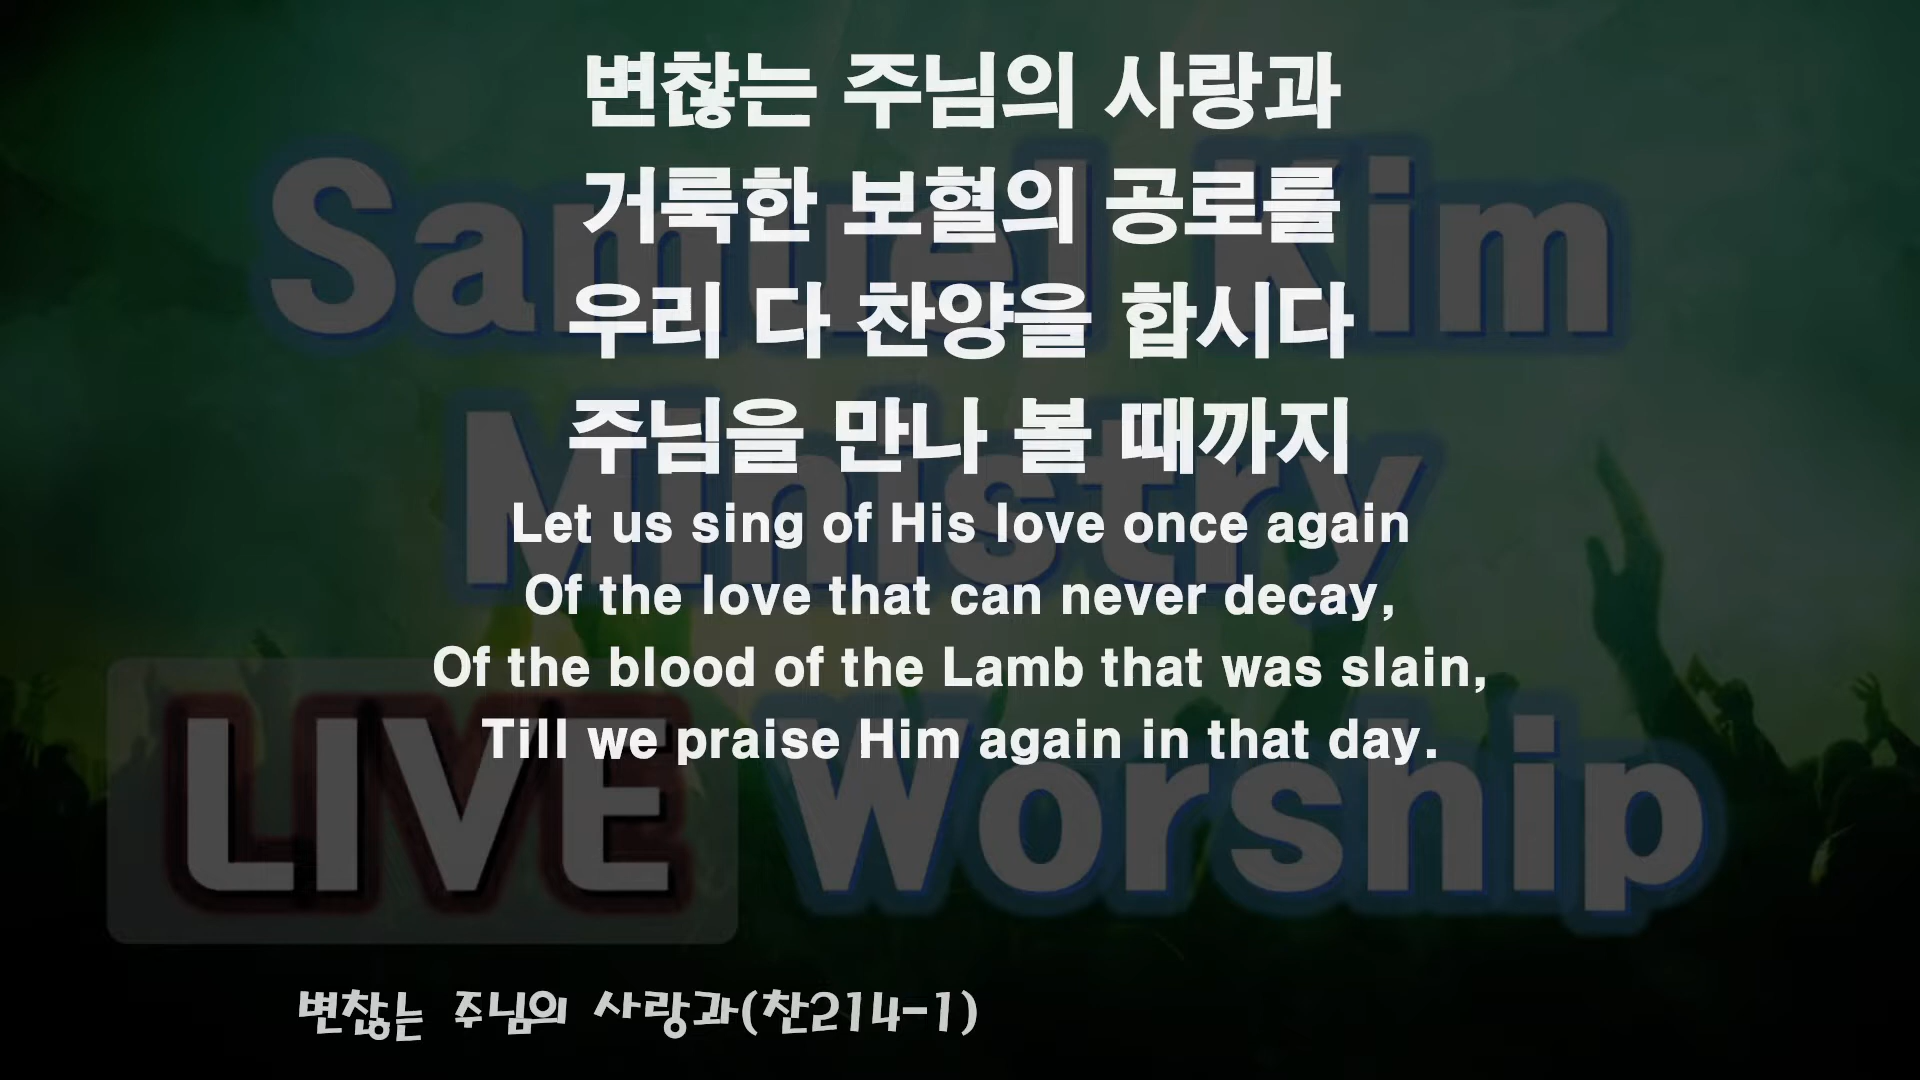 변찮는 주님의 사랑과
거룩한 보혈의 공로를
우리 다 찬양을 합시다
주님을 만나 볼 때까지
Let us sing of His love once again
Of the love that can never decay,
Of the blood of the Lamb that was slain,
Till we praise Him again in that day.
Samuel Kim
Ministry
LIVE Worship
변찮는 주님의 사랑과(찬214-1)